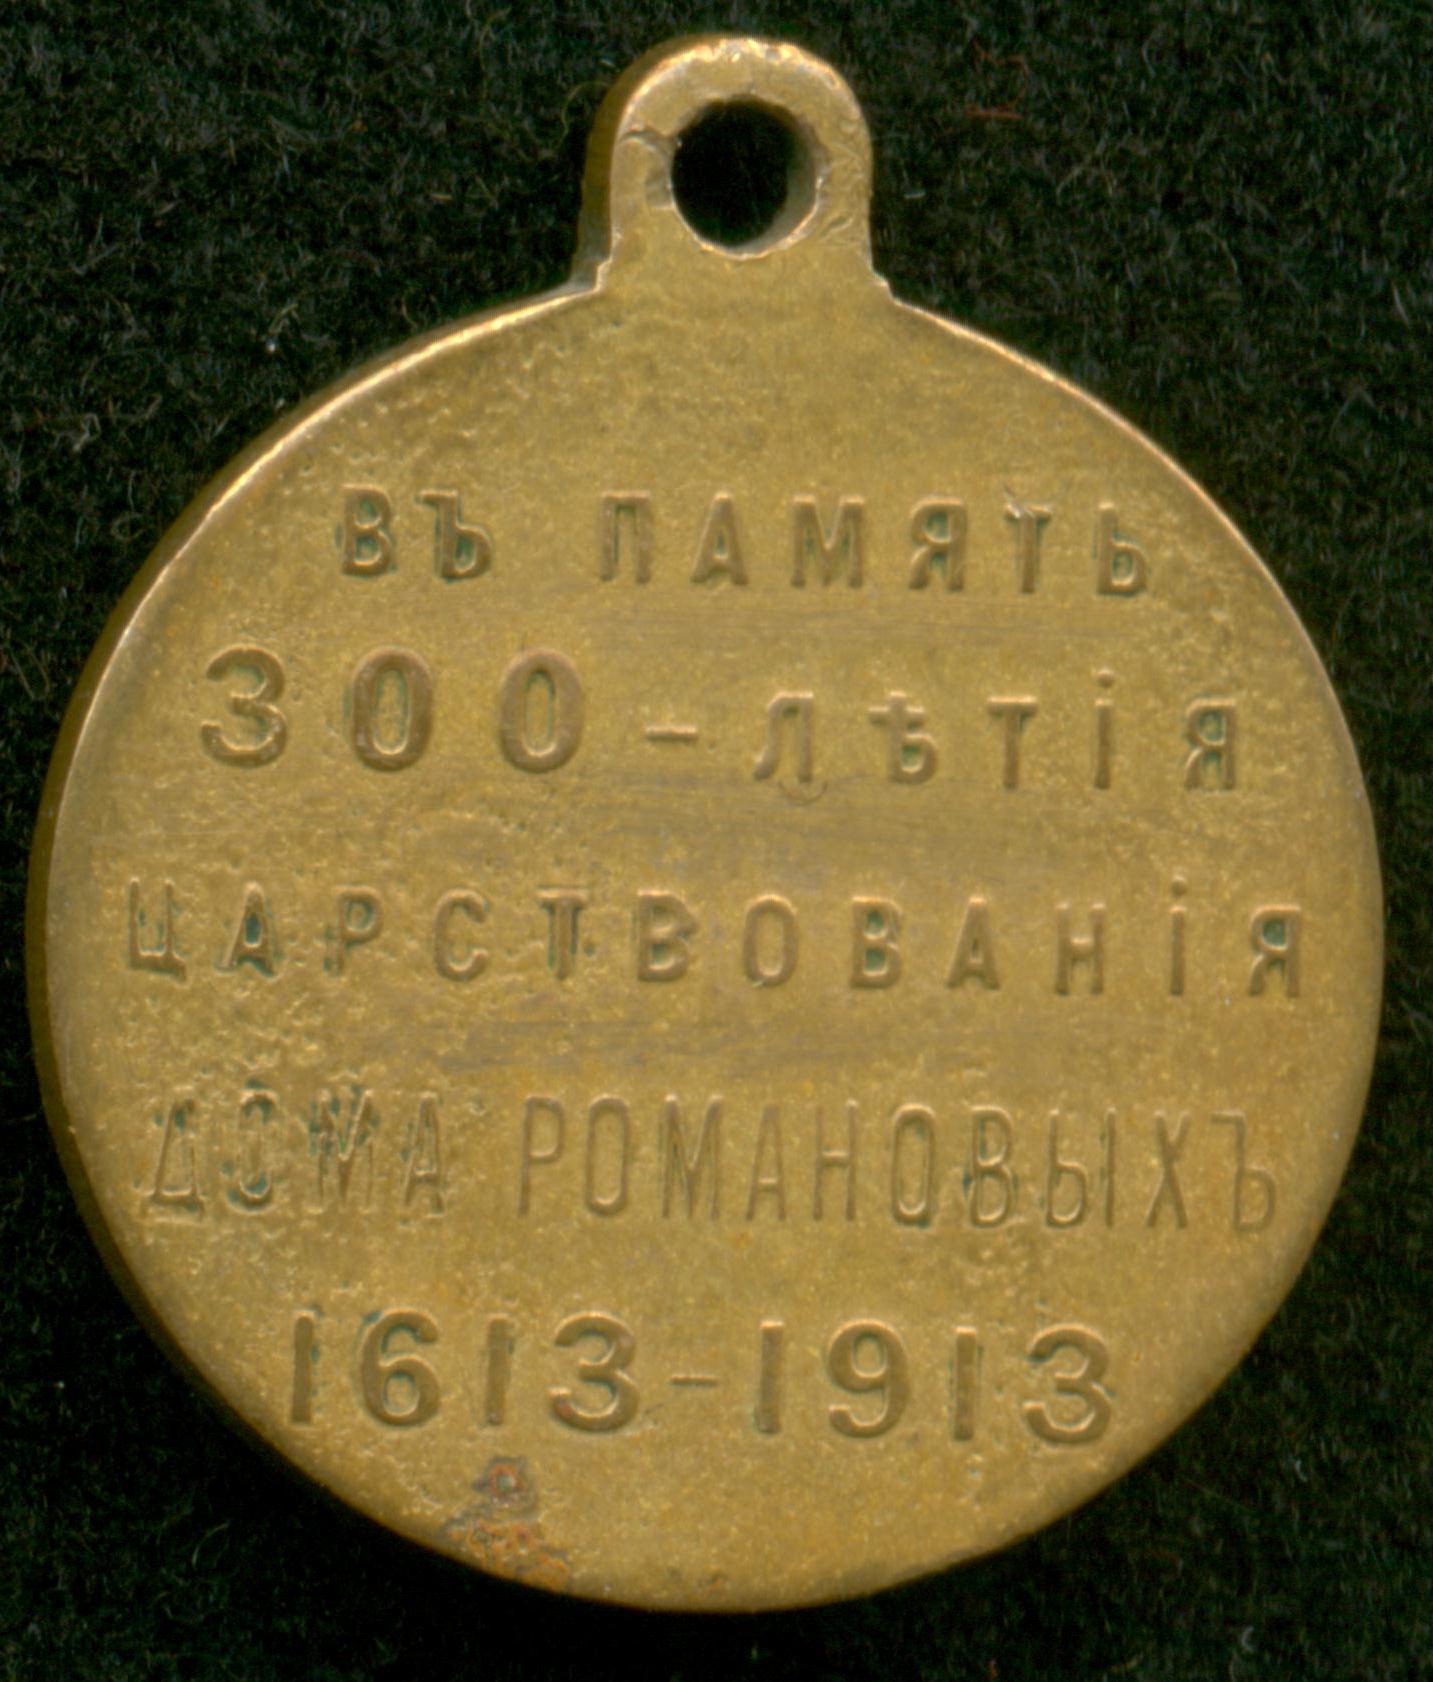 ВЪ ПАМЯТЬ
300-ЛѢТІЯ
ЦАРСТВОВАНІЯ
ДОМА РОМАНОВЫХЪ
1613-1913